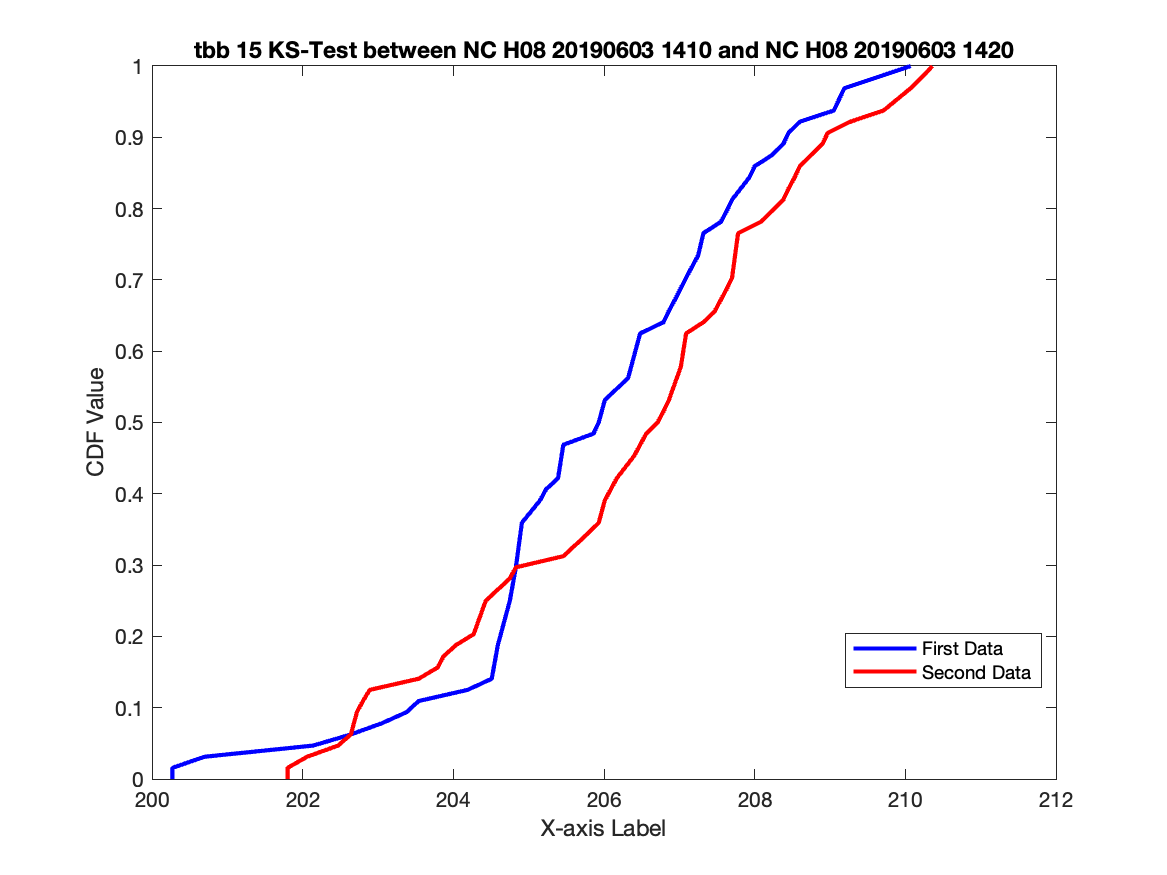 tbb 15 KS-Test between NC H08 20190603 1410 and NC H08 20190603 1420
1
0.9
0.8
0.7
0.6
0.5
0.4
0.3
0.2
0.1
0
CDF Value
First Data
Second Data
200 202 204 206 208 210 212
X-axis Label